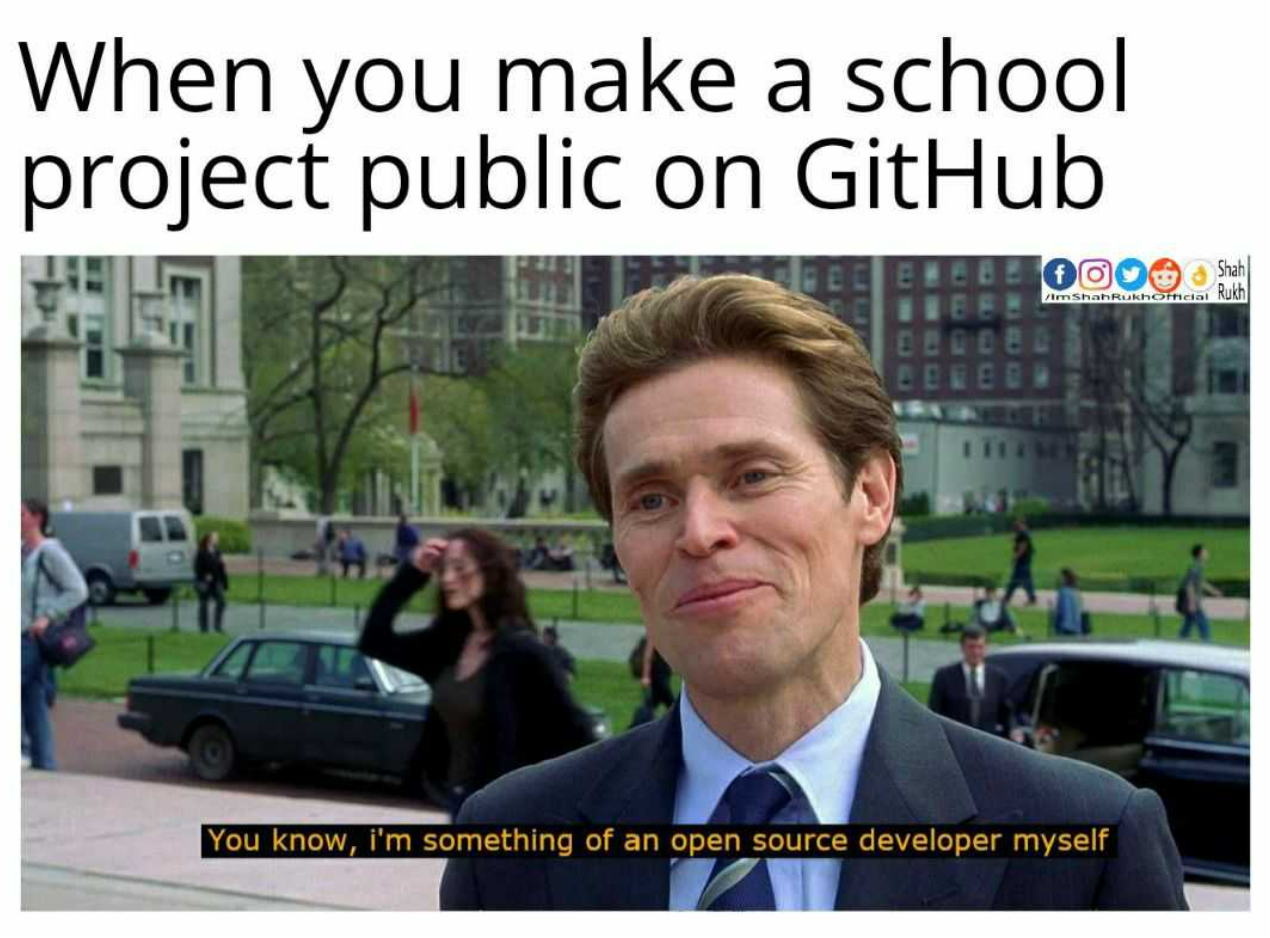 When you make a school
project public on GitHub
Shah
Rukh
/ImShahRukhOfficial
You know, i'm something of an open source developer myself